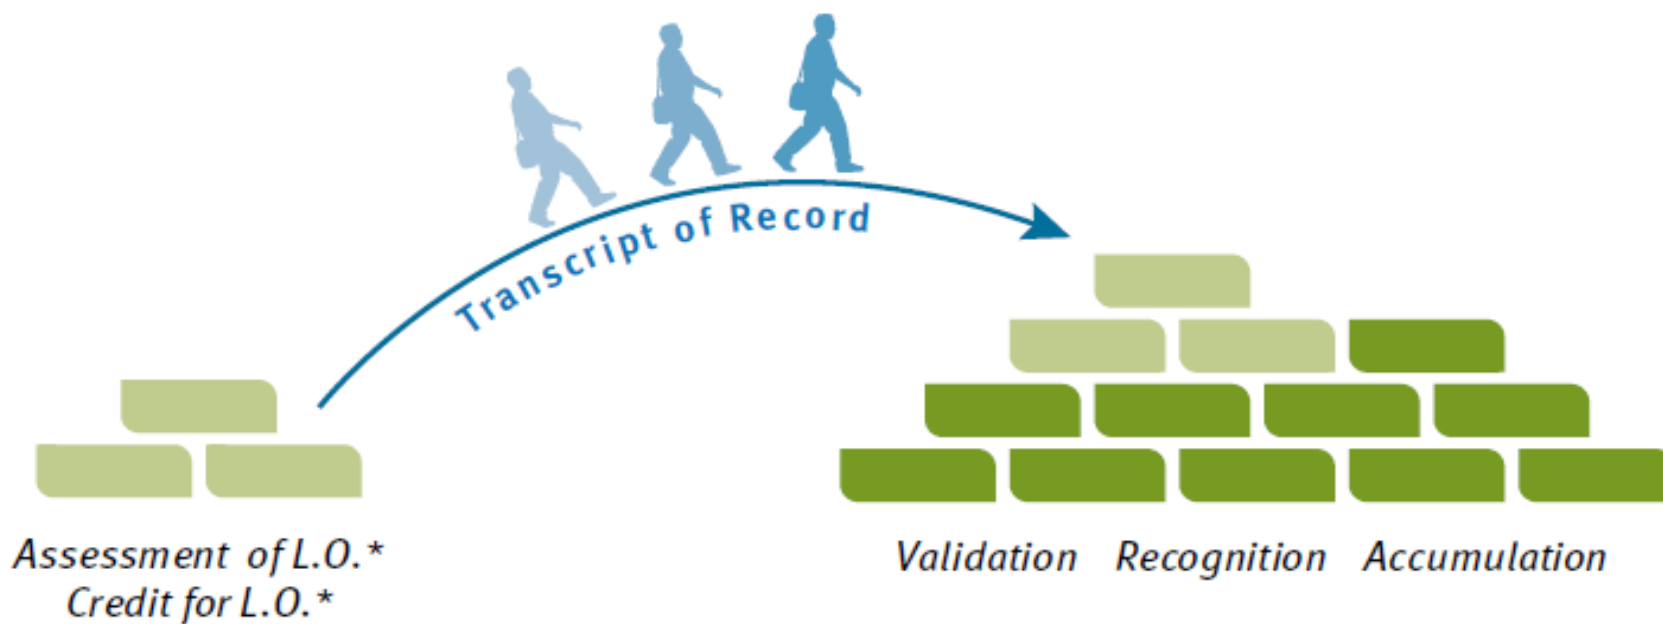 Transcript of Record
Assessment of L.O.*
Credit for L.O.*
Validation Recognition Accumulation